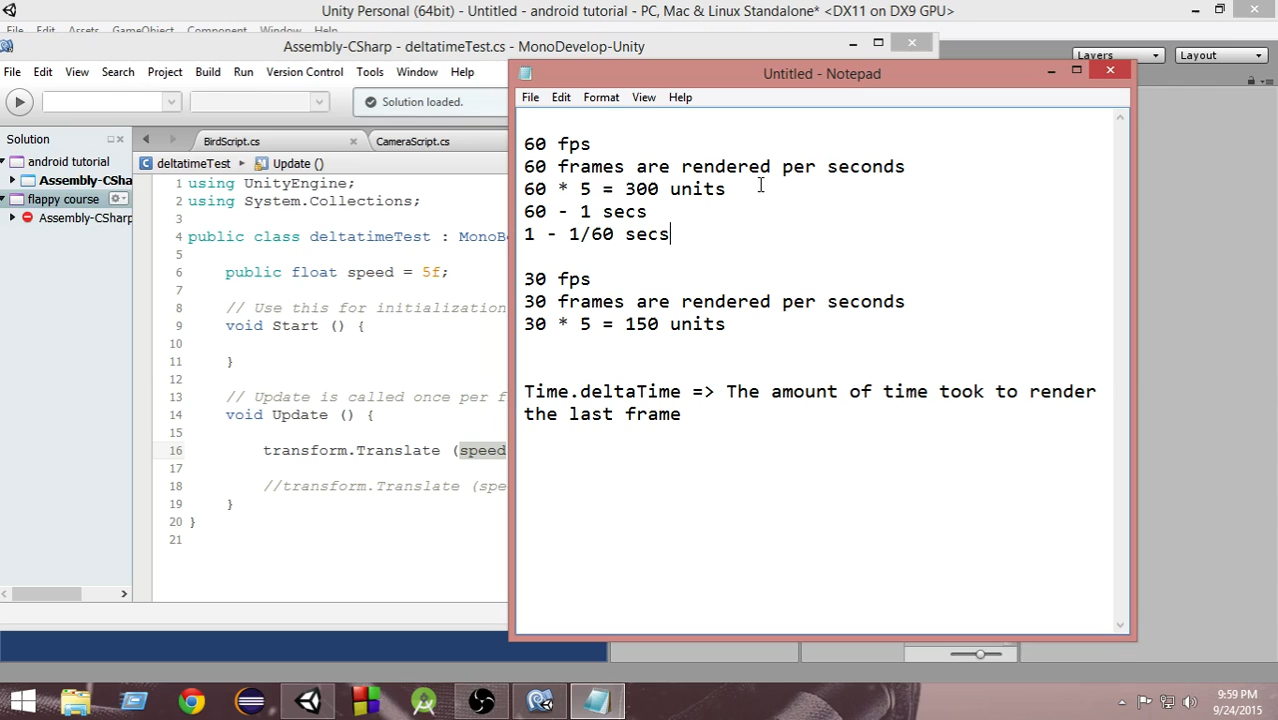 Unity Personal (64bit) - Untitled - android tutorial - PC, Mac & Linux Standalone* <DX11 on DX9 GPU>
File Edit Assets GameObject Component Window Help
Layers Layout
Assembly-CSharp - deltatimeTest.cs - MonoDevelop-Unity
File Edit View Search Project Build Run Version Control Tools Window Help
Solution loaded.
Solution
android tutorial
Assembly-CSha
flappy course
Assembly-CSharp
BirdScript.cs CameraScript.cs
deltatimeTest Update ()
1 using UnityEngine;
2 using System.Collections;
3
4 public class deltatimeTest : MonoB
5
6 public float speed = 5f;
7
8 // Use this for initialization
9 void Start () {
10
11 }
12
13 // Update is called once per f
14 void Update () {
15
16 transform.Translate (speed
17
18 //transform.Translate (spe
19 }
20 }
21
Untitled - Notepad
File Edit Format View Help
60 fps
60 frames are rendered per seconds
60 * 5 = 300 units
60 - 1 secs
1 - 1/60 secs
30 fps
30 frames are rendered per seconds
30 * 5 = 150 units
Time.deltaTime => The amount of time took to render
the last frame
9:59 PM
9/24/2015